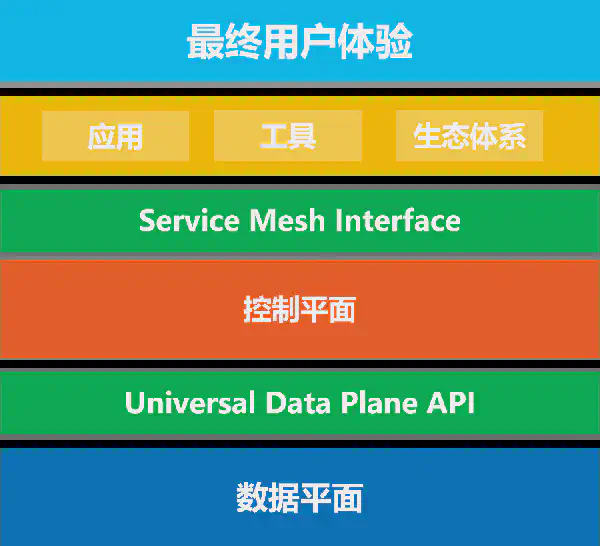 最终用户体验
应用 工具 生态体系
Service Mesh Interface
控制平面
Universal Data Plane API
数据平面